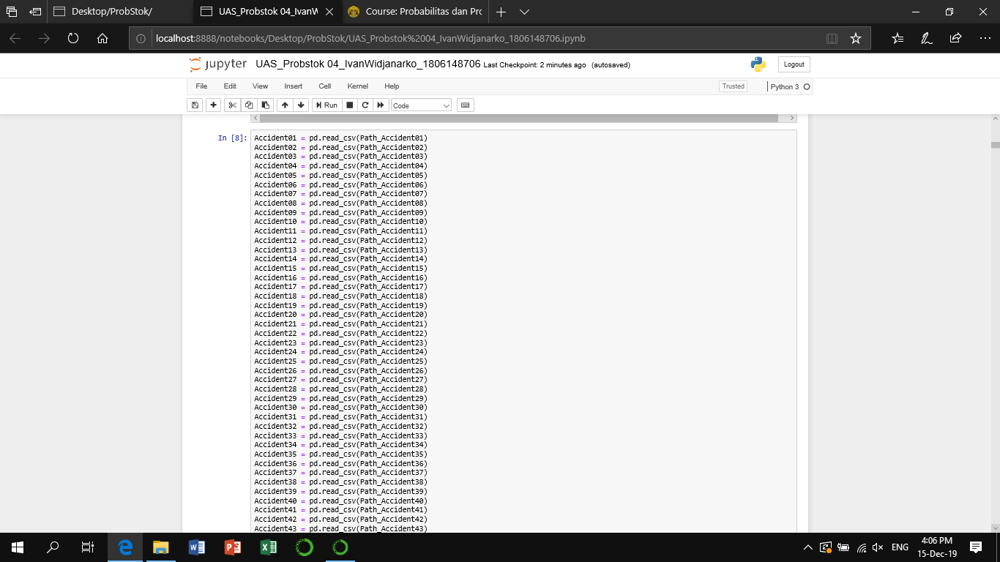 Desktop/ProbStok/
UAS_Probstok 04_IvanW
Course: Probabilitas dan Pro
localhost:8888/notebooks/Desktop/ProbStok/UAS_Probstok%2004_IvanWidjanarko_1806148706.ipynb
jupyter UAS_Probstok 04_IvanWidjanarko_1806148706 Last Checkpoint: 2 minutes ago (autosaved)
Logout
File Edit View Insert Cell Kernel Help
Trusted Python 3
Run Code
In [8]: Accident01 = pd.read_csv(Path_Accident01)
Accident02 = pd.read_csv(Path_Accident02)
Accident03 = pd.read_csv(Path_Accident03)
Accident04 = pd.read_csv(Path_Accident04)
Accident05 = pd.read_csv(Path_Accident05)
Accident06 = pd.read_csv(Path_Accident06)
Accident07 = pd.read_csv(Path_Accident07)
Accident08 = pd.read_csv(Path_Accident08)
Accident09 = pd.read_csv(Path_Accident09)
Accident10 = pd.read_csv(Path_Accident10)
Accident11 = pd.read_csv(Path_Accident11)
Accident12 = pd.read_csv(Path_Accident12)
Accident13 = pd.read_csv(Path_Accident13)
Accident14 = pd.read_csv(Path_Accident14)
Accident15 = pd.read_csv(Path_Accident15)
Accident16 = pd.read_csv(Path_Accident16)
Accident17 = pd.read_csv(Path_Accident17)
Accident18 = pd.read_csv(Path_Accident18)
Accident19 = pd.read_csv(Path_Accident19)
Accident20 = pd.read_csv(Path_Accident20)
Accident21 = pd.read_csv(Path_Accident21)
Accident22 = pd.read_csv(Path_Accident22)
Accident23 = pd.read_csv(Path_Accident23)
Accident24 = pd.read_csv(Path_Accident24)
Accident25 = pd.read_csv(Path_Accident25)
Accident26 = pd.read_csv(Path_Accident26)
Accident27 = pd.read_csv(Path_Accident27)
Accident28 = pd.read_csv(Path_Accident28)
Accident29 = pd.read_csv(Path_Accident29)
Accident30 = pd.read_csv(Path_Accident30)
Accident31 = pd.read_csv(Path_Accident31)
Accident32 = pd.read_csv(Path_Accident32)
Accident33 = pd.read_csv(Path_Accident33)
Accident34 = pd.read_csv(Path_Accident34)
Accident35 = pd.read_csv(Path_Accident35)
Accident36 = pd.read_csv(Path_Accident36)
Accident37 = pd.read_csv(Path_Accident37)
Accident38 = pd.read_csv(Path_Accident38)
Accident39 = pd.read_csv(Path_Accident39)
Accident40 = pd.read_csv(Path_Accident40)
Accident41 = pd.read_csv(Path_Accident41)
Accident42 = pd.read_csv(Path_Accident42)
Accident43 = pd.read_csv(Path_Accident43)
ENG
4:06 PM
15-Dec-19